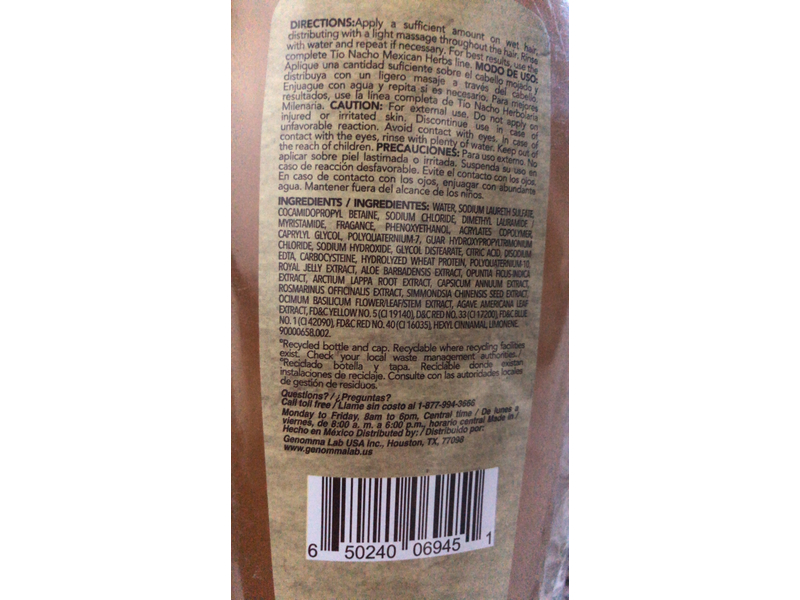 DIRECTIONS:Apply a sufficient amount on wet hair,
distributing with a light massage throughout the hair. Rinse
with water and repeat if necessary. For best results, use the
complete Tio Nacho Mexican Herbs line. MODO DE USO:
Aplique una cantidad suficiente sobre el cabello mojado y
distribuya con un ligero masaje a través del cabello.
Enjuague con agua y repita si es necesario. Para mejores
resultados, use la línea completa de Tío Nacho Herbolaria
Milenaria. CAUTION: For external use. Do not apply on
injured or irritated skin. Discontinue use in case of
unfavorable reaction. Avoid contact with eyes, in case of
contact with the eyes, rinse with plenty of water. Keep out of
the reach of children. PRECAUCIONES: Para uso externo. No
aplicar sobre piel lastimada o irritada. Suspenda su uso en
caso de reacción desfavorable. Evite el contacto con los ojos.
En caso de contacto con los ojos, enjuagar con abundante
agua. Mantener fuera del alcance de los niños.
INGREDIENTS / INGREDIENTES: WATER, SODIUM LAURETH SULFATE,
COCAMIDOPROPYL BETAINE, SODIUM CHLORIDE, DIMETHYL LAURAMIDE /
MYRISTAMIDE, FRAGANCE, PHENOXYETHANOL, ACRYLATES COPOLYMER,
CAPRYLYL GLYCOL, POLYQUATERNIUM-7, GUAR HYDROXYPROPYLTRIMONIUM
CHLORIDE, SODIUM HYDROXIDE, GLYCOL DISTEARATE, CITRIC ACID, DISODIUM
EDTA, CARBOCYSTEINE, HYDROLYZED WHEAT PROTEIN, POLYQUATERNIUM-10,
ROYAL JELLY EXTRACT, ALOE BARBADENSIS EXTRACT, OPUNTIA FICUS-INDICA
EXTRACT, ARCTIUM LAPPA ROOT EXTRACT, CAPSICUM ANNUUM EXTRACT,
ROSMARINUS OFFICINALIS EXTRACT, SIMMONDSIA CHINENSIS SEED EXTRACT,
OCIMUM BASILICUM FLOWER/LEAF/STEM EXTRACT, AGAVE AMERICANA LEAF
EXTRACT, FD&C YELLOW NO. 5 (CI 19140), D&C RED NO. 33 (CI 17200), FD&C BLUE
NO. 1 (CI 42090), FD&C RED NO. 40 (CI 16035), HEXYL CINNAMAL, LIMONENE.
90000658.002.
°Recycled bottle and cap. Recyclable where recycling facilities
exist. Check your local waste management authorities. /
°Reciclado botella y tapa. Reciclable donde existan
instalaciones de reciclaje. Consulte con las autoridades locales
de gestión de residuos.
Questions? / ¿Preguntas?
Call toll free / Llame sin costo al 1-877-994-3666
Monday to Friday, 8am to 6pm, Central time / De lunes a
viernes, de 8:00 a. m. a 6:00 p.m., horario central Made in /
Hecho en México Distributed by: / Distribuido por:
Genomma Lab USA Inc., Houston, TX, 77098
www.genommalab.us
6 50240 06945 1